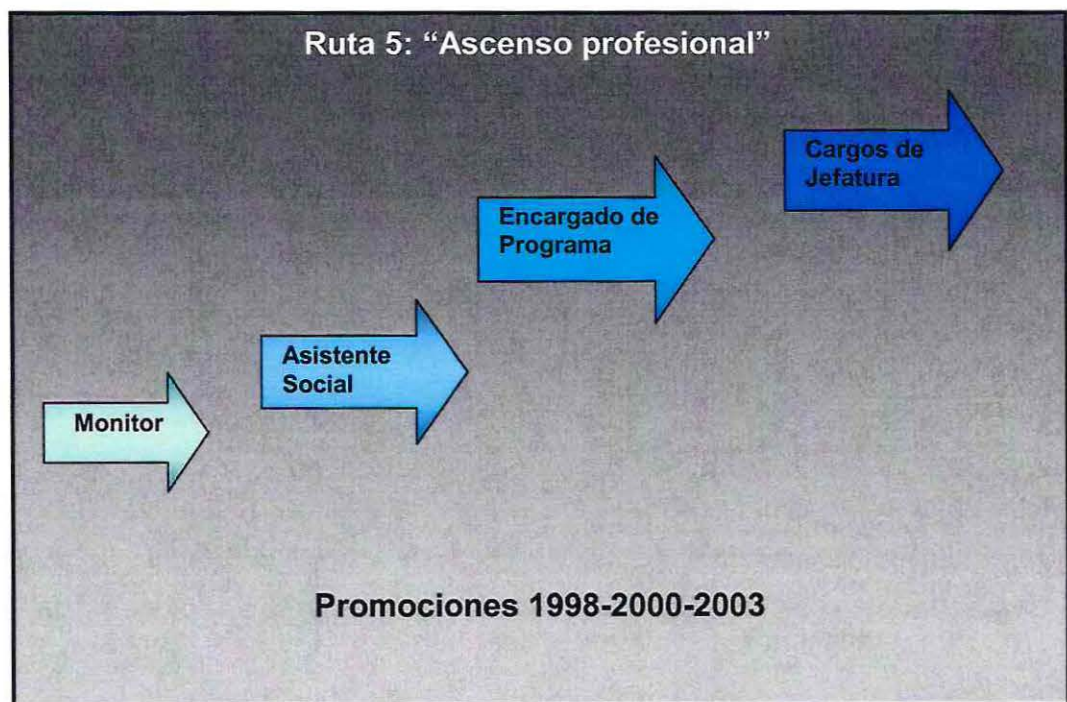 Ruta 5: “Ascenso profesional”
Cargos de
Jefatura
Encargado de
Programa
Asistente
Social
Monitor
Promociones 1998-2000-2003